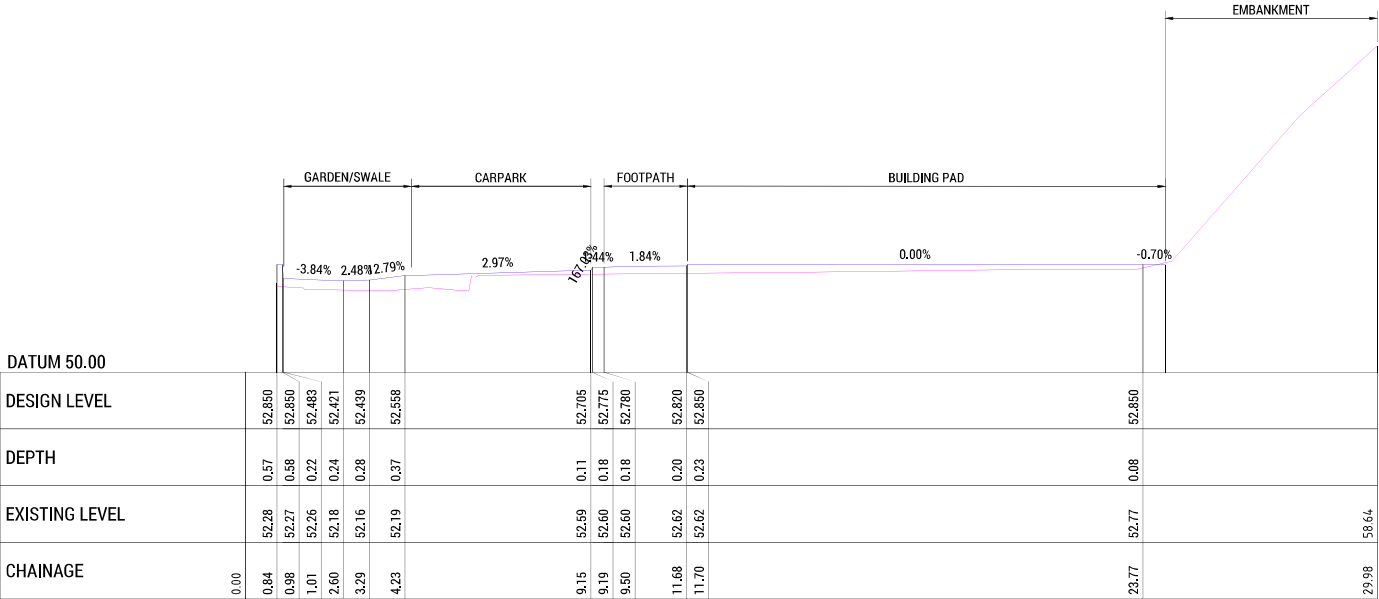 EMBANKMENT
GARDEN/SWALE CARPARK FOOTPATH BUILDING PAD
-3.84% 2.48% 12.79% 2.97% 1.84% 0.00% -0.70%
DATUM 50.00
DESIGN LEVEL 52.850 52.850 52.483 52.421 52.439 52.558 52.705 52.775 52.780 52.820 52.850 52.850
DEPTH 0.57 0.58 0.22 0.24 0.28 0.37 0.11 0.18 0.18 0.20 0.23 0.08
EXISTING LEVEL 52.28 52.27 52.26 52.18 52.16 52.19 52.59 52.60 52.60 52.62 52.62 52.77 58.64
CHAINAGE 0.00 0.84 0.98 1.01 2.60 3.29 4.23 9.15 9.19 9.50 11.68 11.70 23.77 29.98